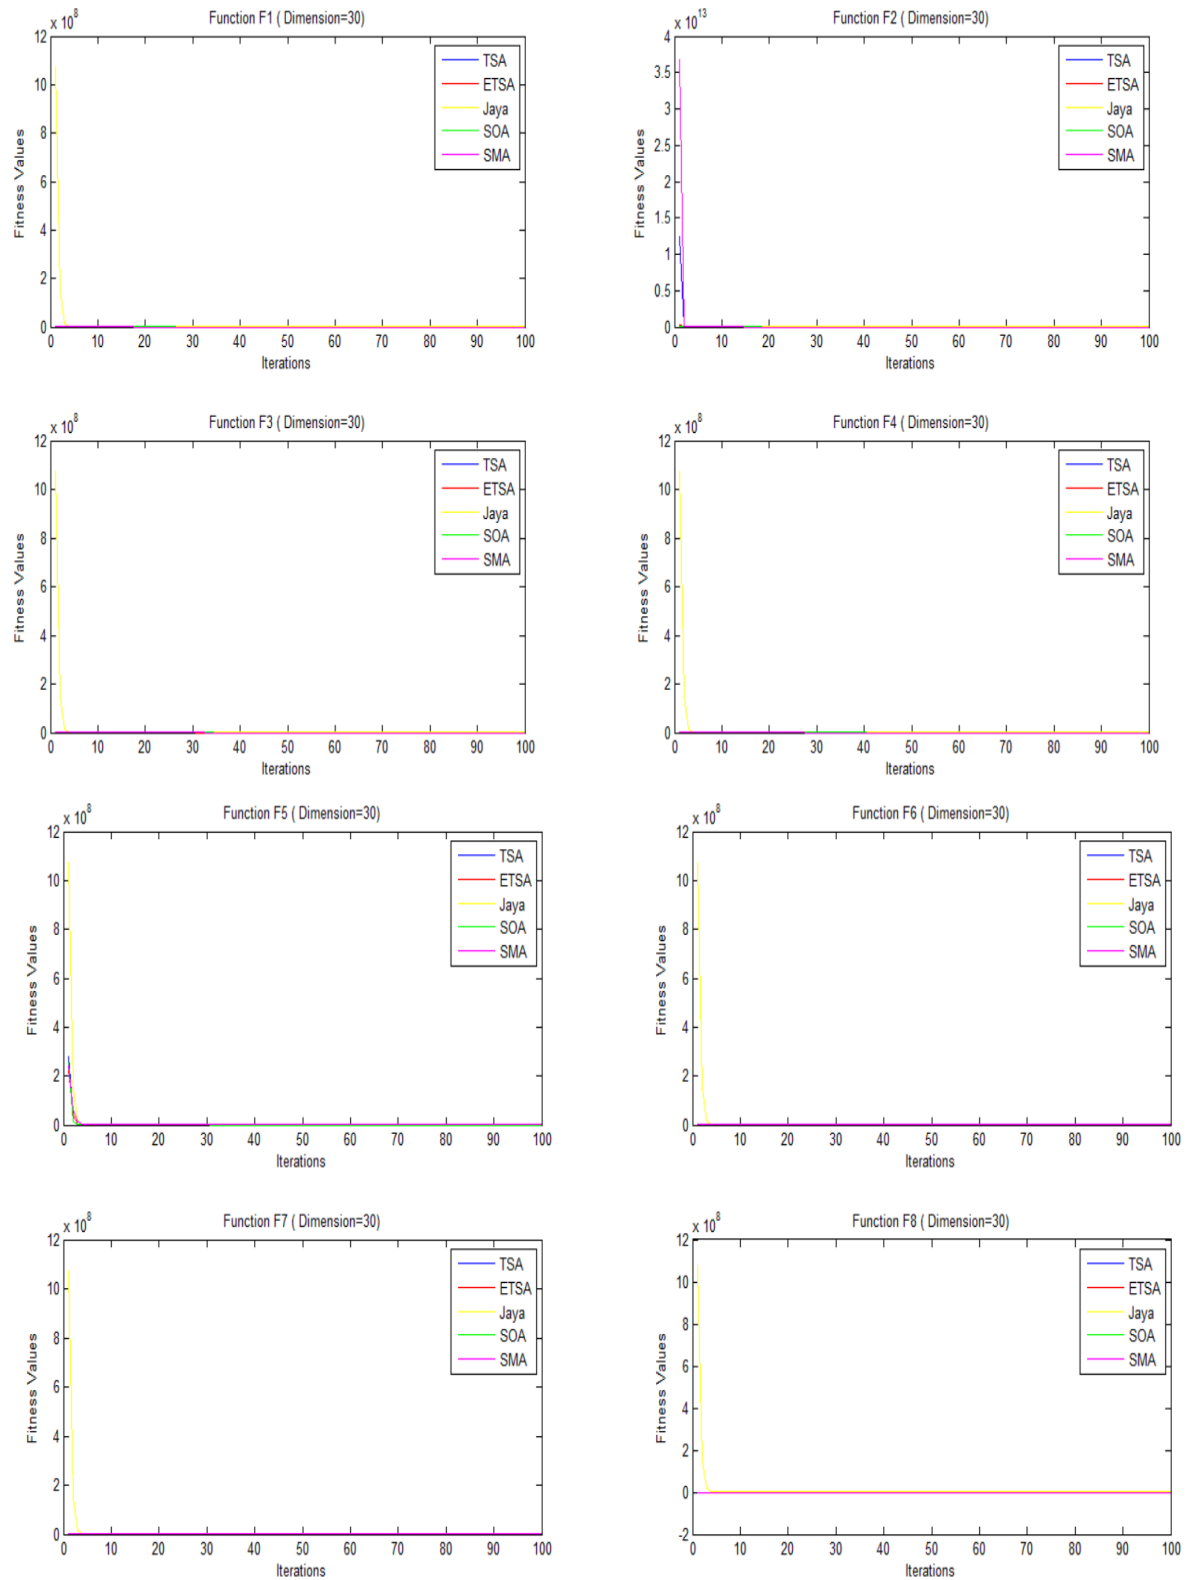 Function F1 ( Dimension=30)
x 10^8
12
10
8
6
4
2
0
Fitness Values
0 10 20 30 40 50 60 70 80 90 100
Iterations
TSA
ETSA
Jaya
SOA
SMA
Function F2 ( Dimension=30)
x 10^13
4
3.5
3
2.5
2
1.5
1
0.5
0
Fitness Values
0 10 20 30 40 50 60 70 80 90 100
Iterations
TSA
ETSA
Jaya
SOA
SMA
Function F3 ( Dimension=30)
x 10^8
12
10
8
6
4
2
0
Fitness Values
0 10 20 30 40 50 60 70 80 90 100
Iterations
TSA
ETSA
Jaya
SOA
SMA
Function F4 ( Dimension=30)
x 10^8
12
10
8
6
4
2
0
Fitness Values
0 10 20 30 40 50 60 70 80 90 100
Iterations
TSA
ETSA
Jaya
SOA
SMA
Function F5 ( Dimension=30)
x 10^8
12
10
8
6
4
2
0
Fitness Values
0 10 20 30 40 50 60 70 80 90 100
Iterations
TSA
ETSA
Jaya
SOA
SMA
Function F6 ( Dimension=30)
x 10^8
12
10
8
6
4
2
0
Fitness Values
0 10 20 30 40 50 60 70 80 90 100
Iterations
TSA
ETSA
Jaya
SOA
SMA
Function F7 ( Dimension=30)
x 10^8
12
10
8
6
4
2
0
Fitness Values
0 10 20 30 40 50 60 70 80 90 100
Iterations
TSA
ETSA
Jaya
SOA
SMA
Function F8 ( Dimension=30)
x 10^8
12
10
8
6
4
2
0
-2
Fitness Values
0 10 20 30 40 50 60 70 80 90 100
Iterations
TSA
ETSA
Jaya
SOA
SMA